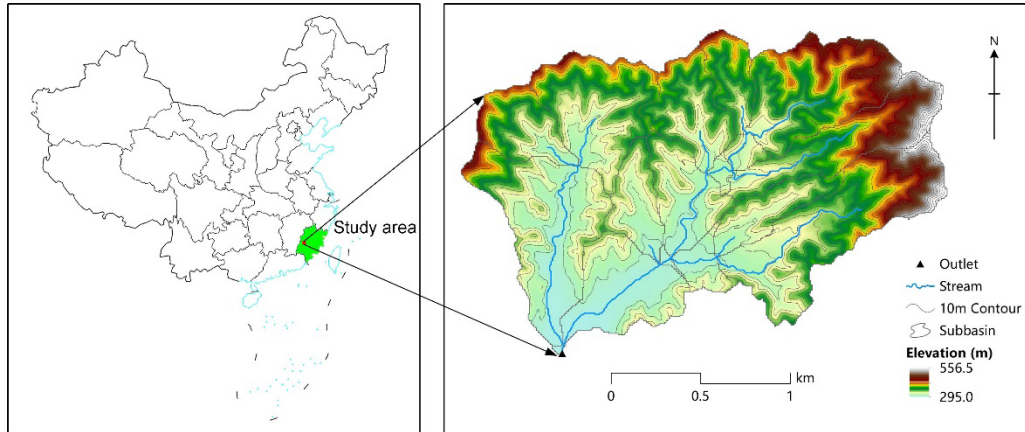 Study area
N
Outlet
Stream
10m Contour
Subbasin
Elevation (m)
556.5
295.0
km
0 0.5 1